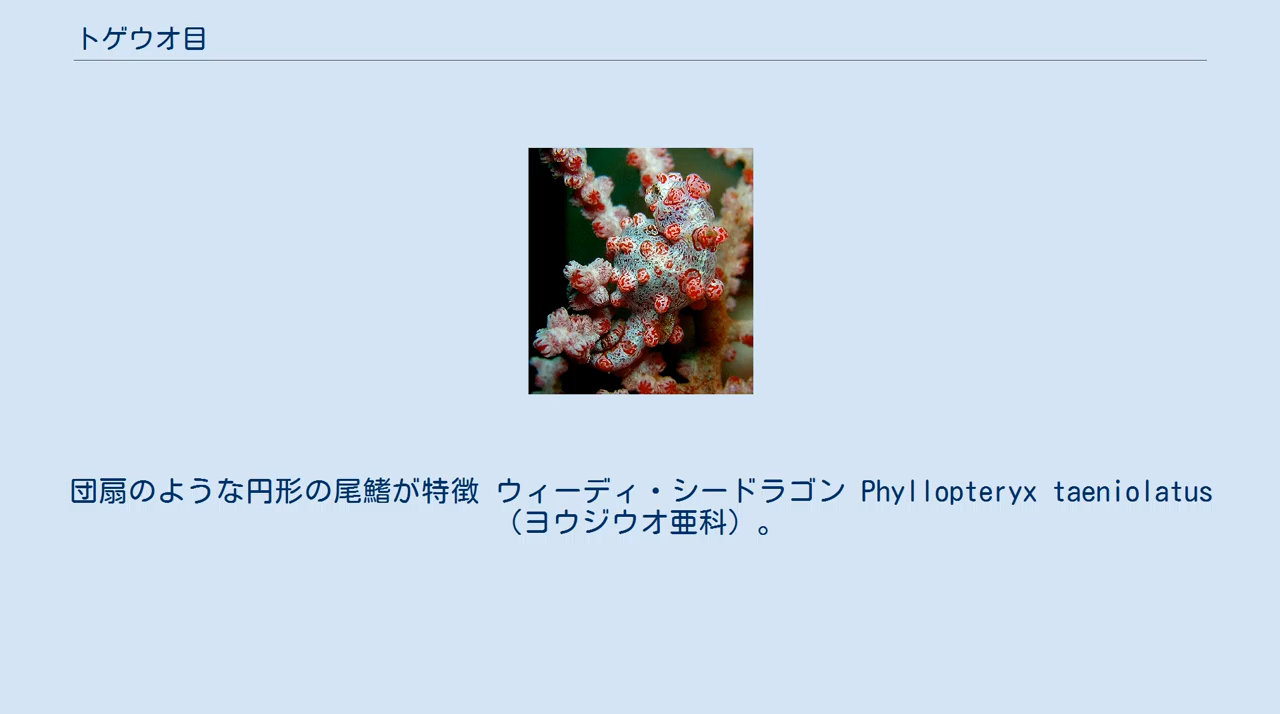 トゲウオ目
団扇のような円形の尾鰭が特徴 ウィーディ・シードラゴン Phyllopteryx taeniolatus
（ヨウジウオ亜科）。